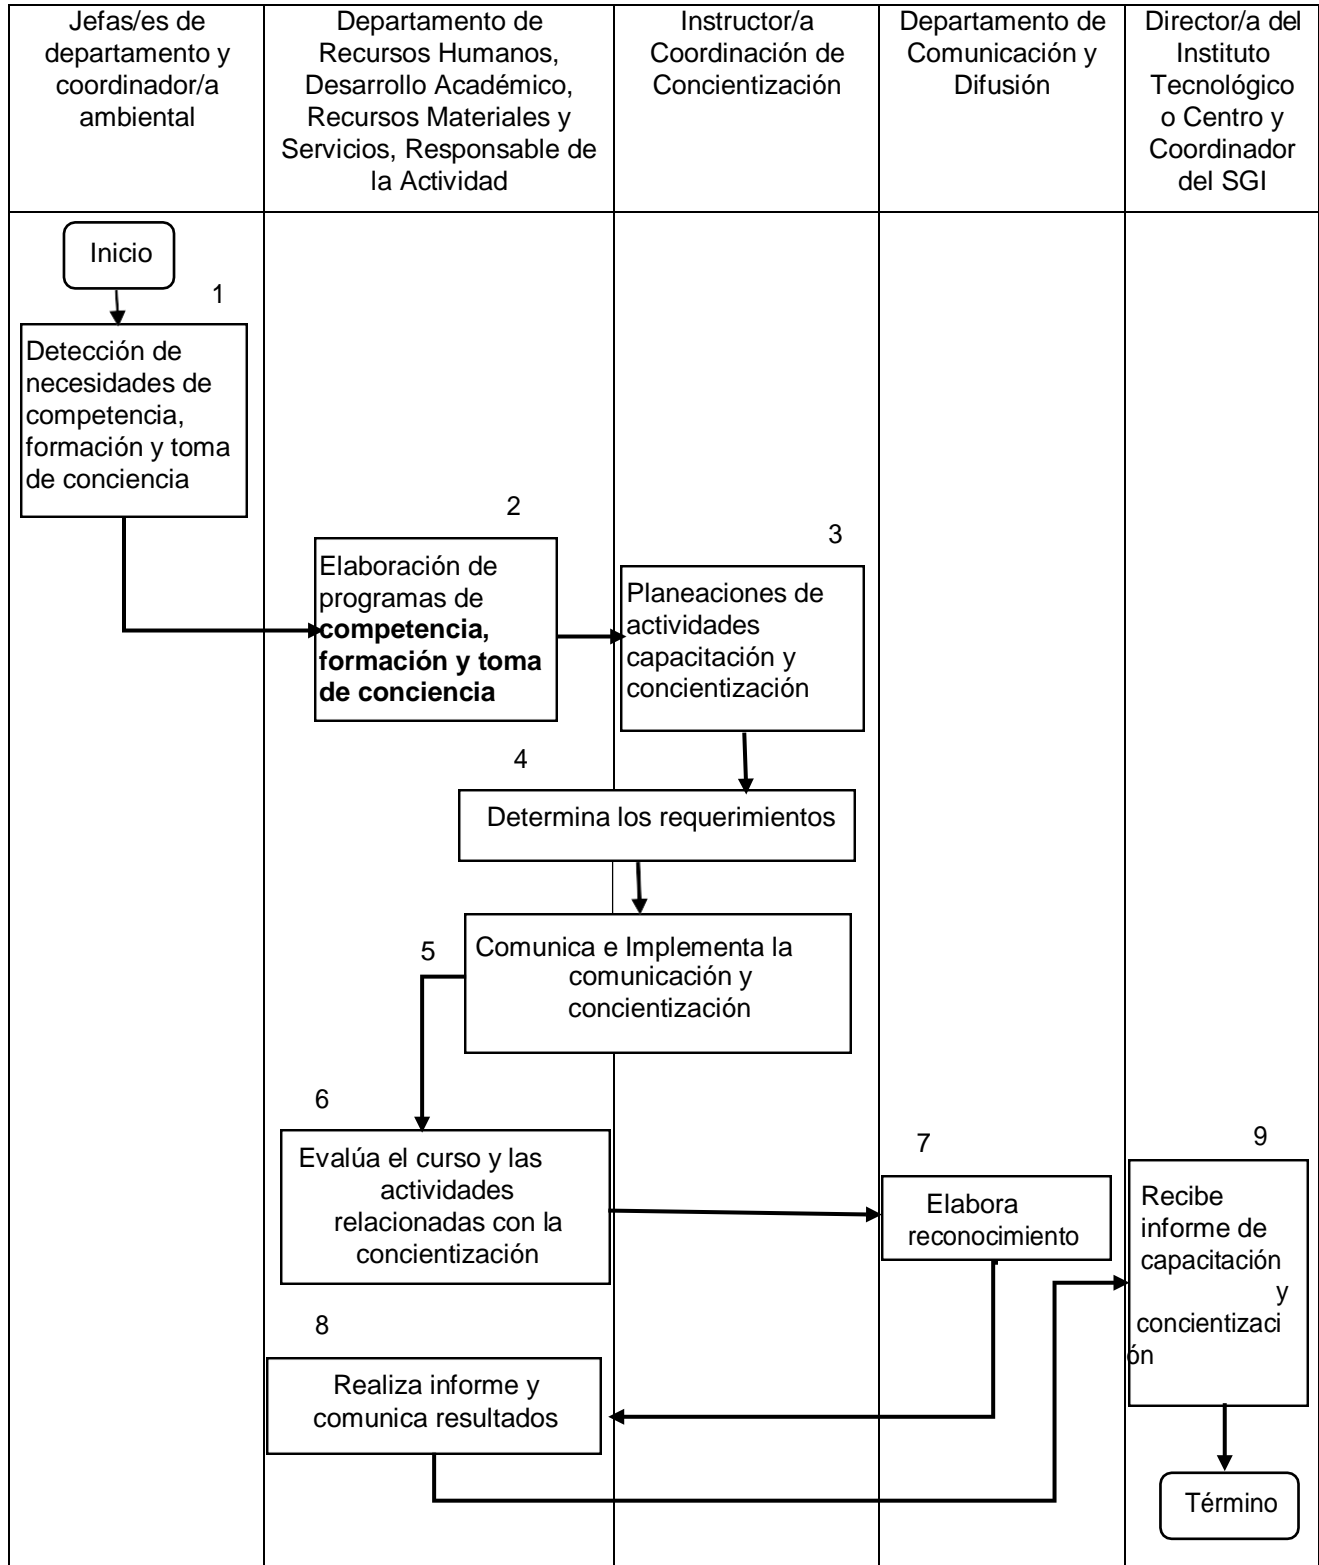 Jefas/es de
departamento y
coordinador/a
ambiental
Departamento de
Recursos Humanos,
Desarrollo Académico,
Recursos Materiales y
Servicios, Responsable de
la Actividad
Instructor/a
Coordinación de
Concientización
Departamento de
Comunicación y
Difusión
Director/a del
Instituto
Tecnológico
o Centro y
Coordinador
del SGI
Inicio
1
Detección de
necesidades de
competencia,
formación y toma
de conciencia
2
Elaboración de
programas de
competencia,
formación y toma
de conciencia
3
Planeaciones de
actividades
capacitación y
concientización
4
Determina los requerimientos
5
Comunica e Implementa la
comunicación y
concientización
6
Evalúa el curso y las
actividades
relacionadas con la
concientización
7
Elabora
reconocimiento
8
Realiza informe y
comunica resultados
9
Recibe
informe de
capacitación
y
concientizaci
ón
Término